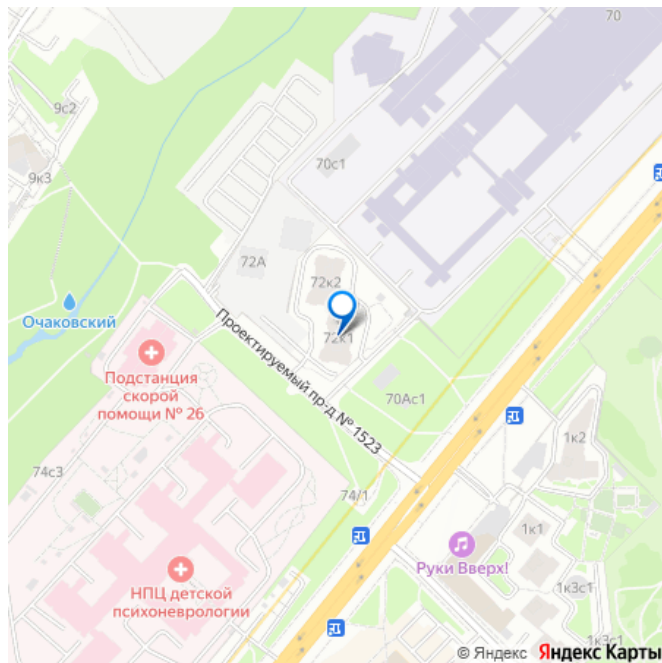 70
9с2
9к3
70с1
72А
72к2
72к1
Очаковский
Проектируемый пр-д № 1523
Подстанция
скорой
помощи № 26
70Ас1
1к2
74с3
74/1
1к1
Руки Вверх!
НПЦ детской
психоневрологии
1к3с1
1к3с1
© Яндекс Яндекс Карты